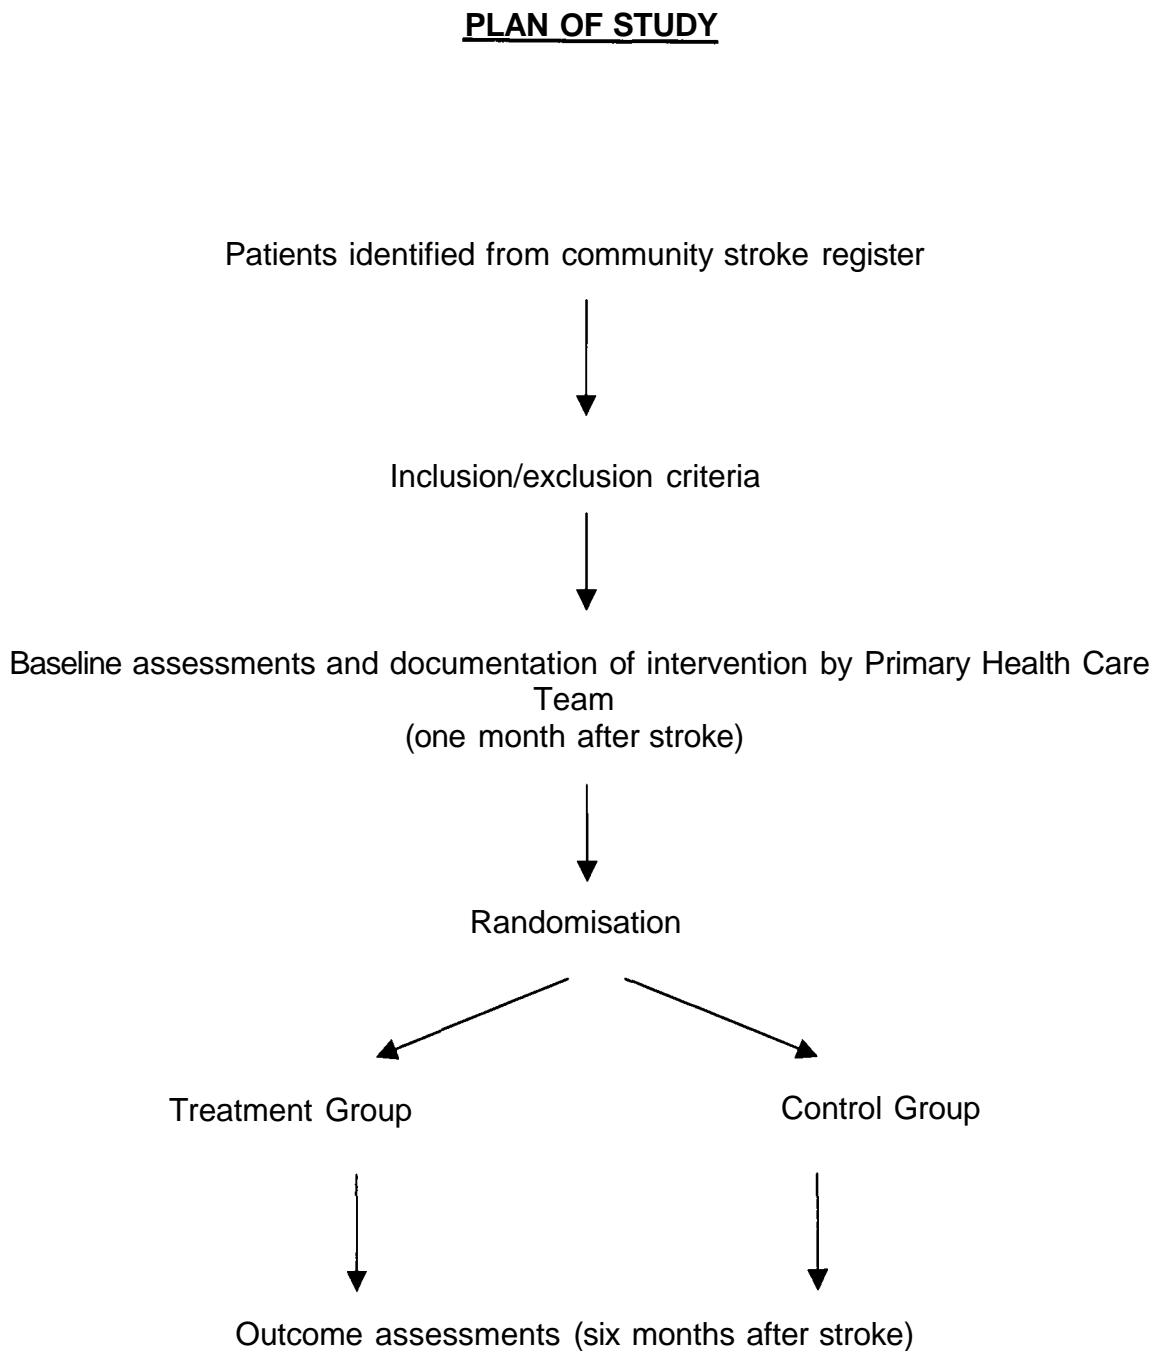 PLAN OF STUDY
Patients identified from community stroke register
Inclusion/exclusion criteria
Baseline assessments and documentation of intervention by Primary Health Care
Team
(one month after stroke)
Randomisation
Treatment Group
Control Group
Outcome assessments (six months after stroke)